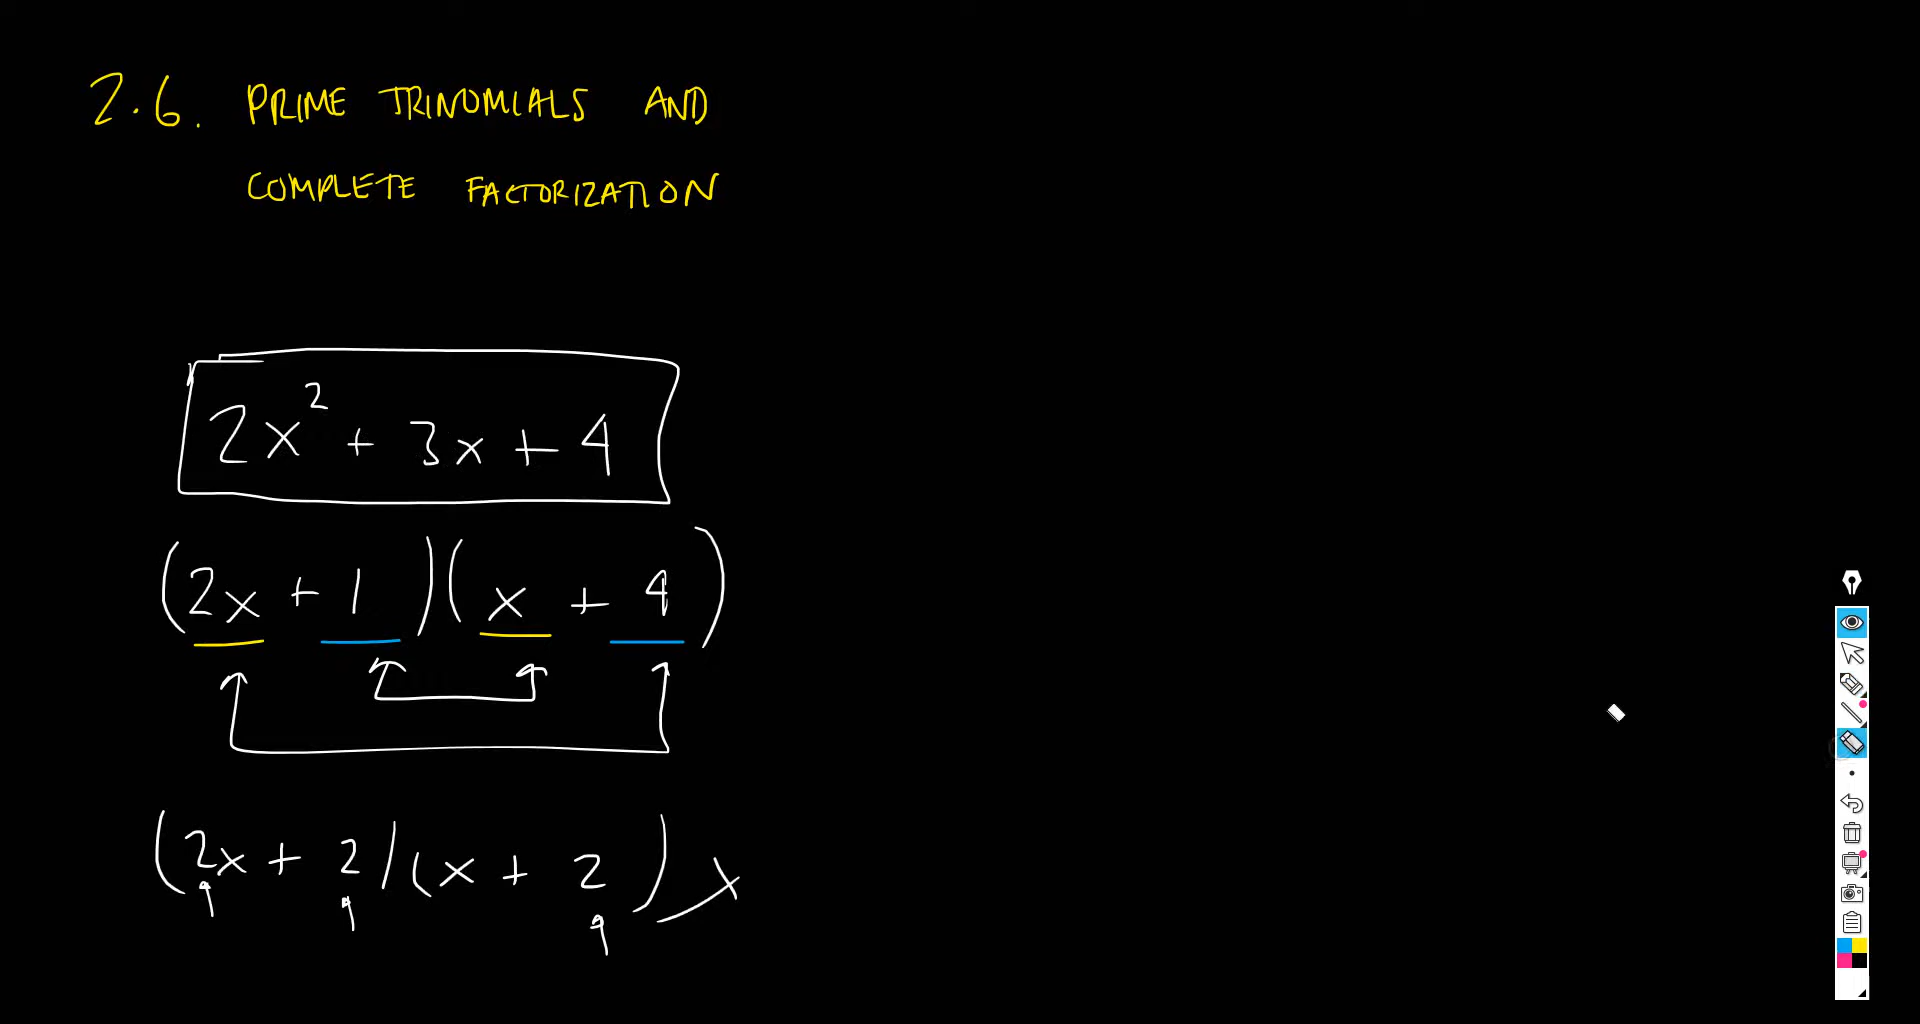 2.6. PRIME TRINOMIALS AND
COMPLETE FACTORIZATION
2x² + 3x + 4
(2x + 1)(x + 4)
(2x + 2)(x + 2) x